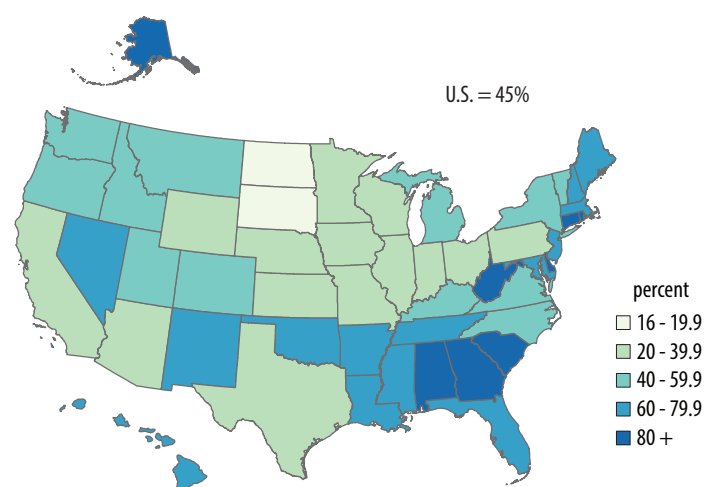 U.S. = 45%
percent
16 - 19.9
20 - 39.9
40 - 59.9
60 - 79.9
80 +